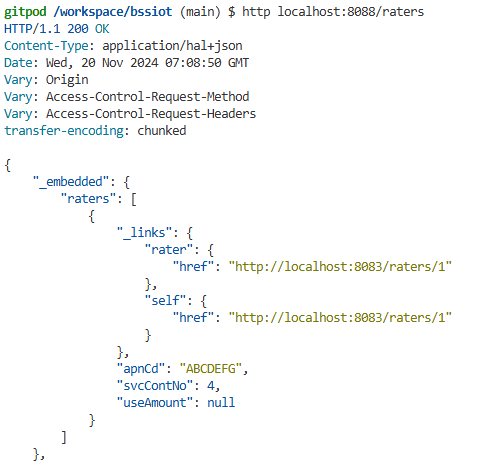 gitpod /workspace/bssiot (main) $ http localhost:8088/raters
HTTP/1.1 200 OK
Content-Type: application/hal+json
Date: Wed, 20 Nov 2024 07:08:50 GMT
Vary: Origin
Vary: Access-Control-Request-Method
Vary: Access-Control-Request-Headers
transfer-encoding: chunked

{
    "_embedded": {
        "raters": [
            {
                "_links": {
                    "rater": {
                        "href": "http://localhost:8083/raters/1"
                    },
                    "self": {
                        "href": "http://localhost:8083/raters/1"
                    }
                },
                "apnCd": "ABCDEFG",
                "svcContNo": 4,
                "useAmount": null
            }
        ]
    },